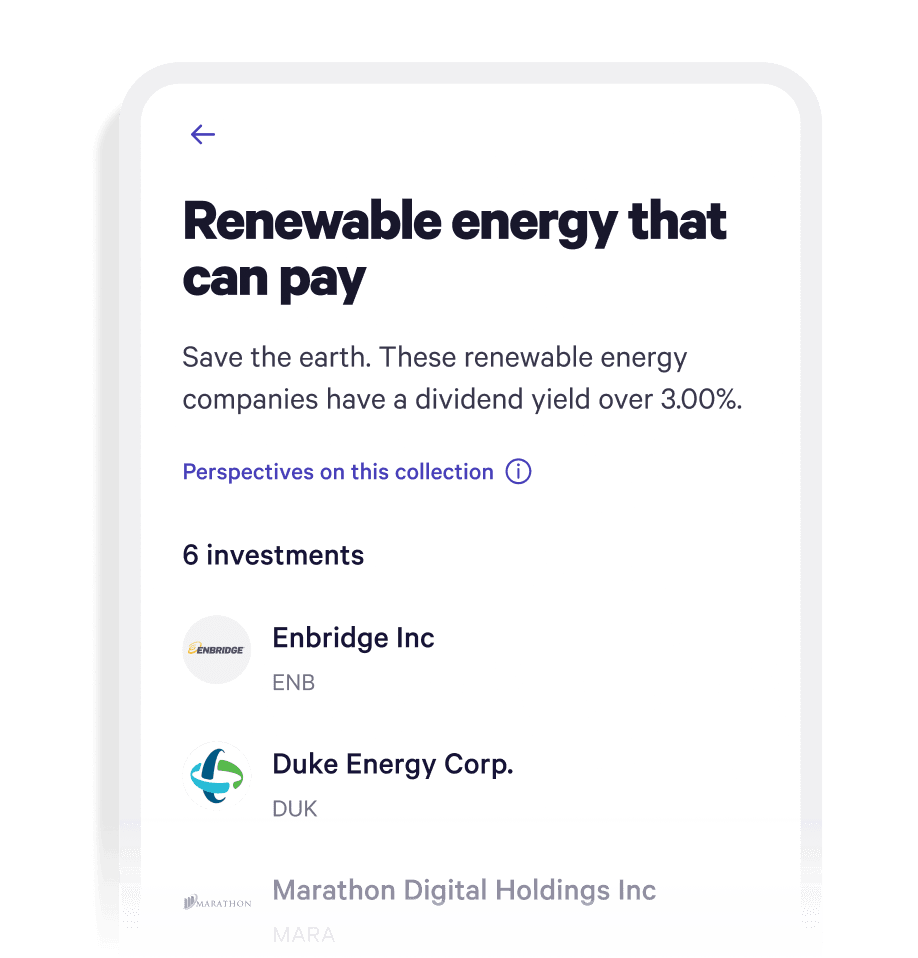 Renewable energy that
can pay
Save the earth. These renewable energy
companies have a dividend yield over 3.00%.
Perspectives on this collection
6 investments
ENBRIDGE
Enbridge Inc
ENB
Duke Energy Corp.
DUK
MARATHON
Marathon Digital Holdings Inc
MARA